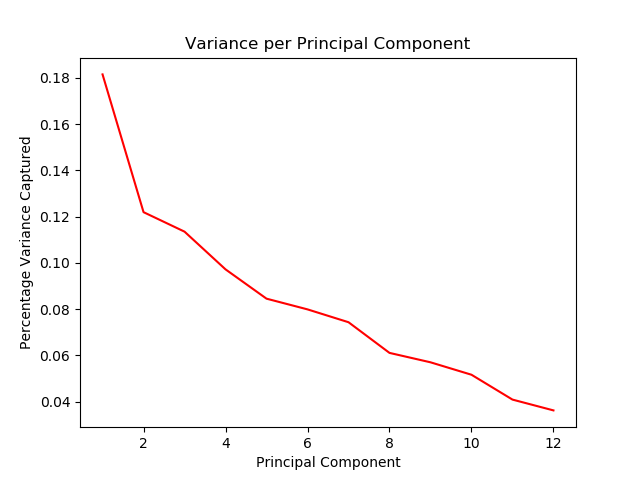 Variance per Principal Component
Percentage Variance Captured
0.18
0.16
0.14
0.12
0.10
0.08
0.06
0.04
2 4 6 8 10 12
Principal Component